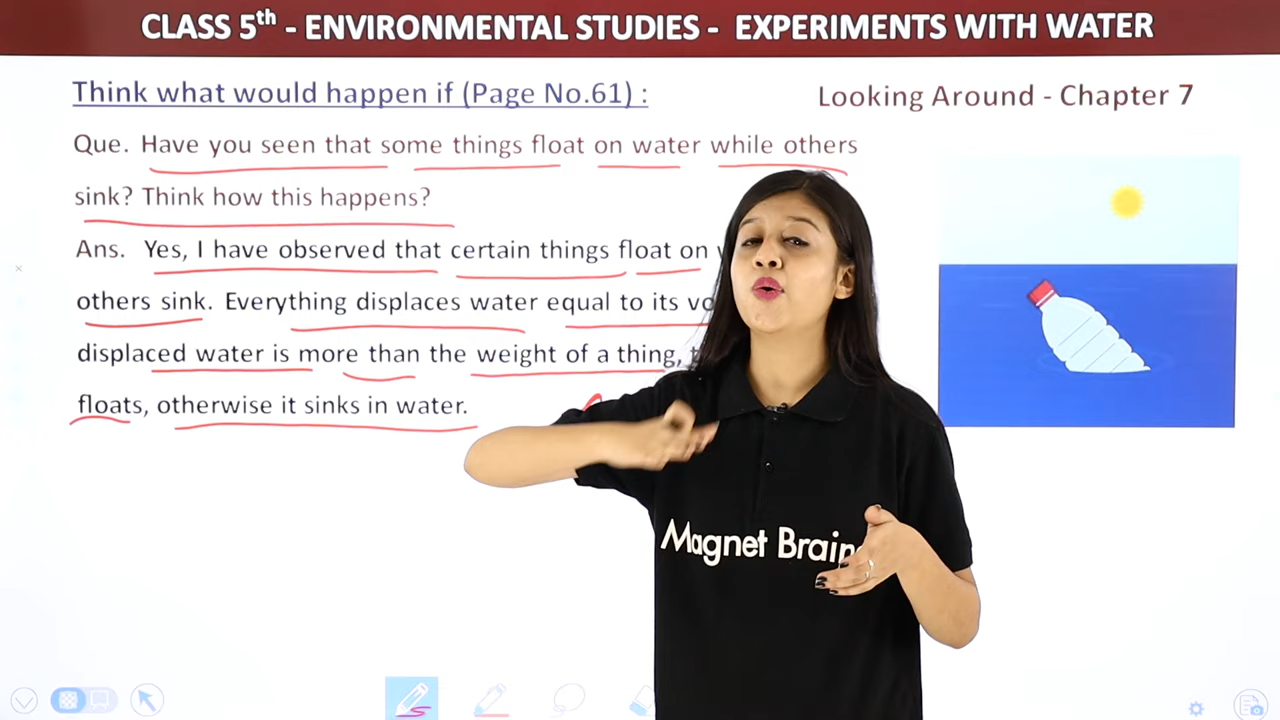 CLASS 5th - ENVIRONMENTAL STUDIES - EXPERIMENTS WITH WATER
Think what would happen if (Page No.61) :
Looking Around - Chapter 7
Que. Have you seen that some things float on water while others
sink? Think how this happens?
Ans. Yes, I have observed that certain things float on
others sink. Everything displaces water equal to its
displaced water is more than the weight of a thing,
floats, otherwise it sinks in water.
Magnet Brain